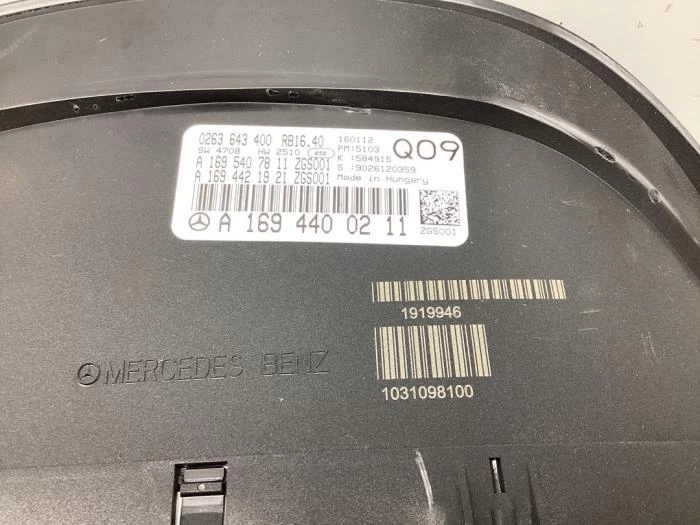 0263 643 400 RB16.40 160112
SW 4708 HW 2510 PM:5103 Q09
A 169 540 78 11 ZGS001 K :584915
A 169 442 19 21 ZGS001 S :9026120359
Made in Hungary
A 169 440 02 11 ZGS001
1919946
MERCEDES BENZ
1031098100